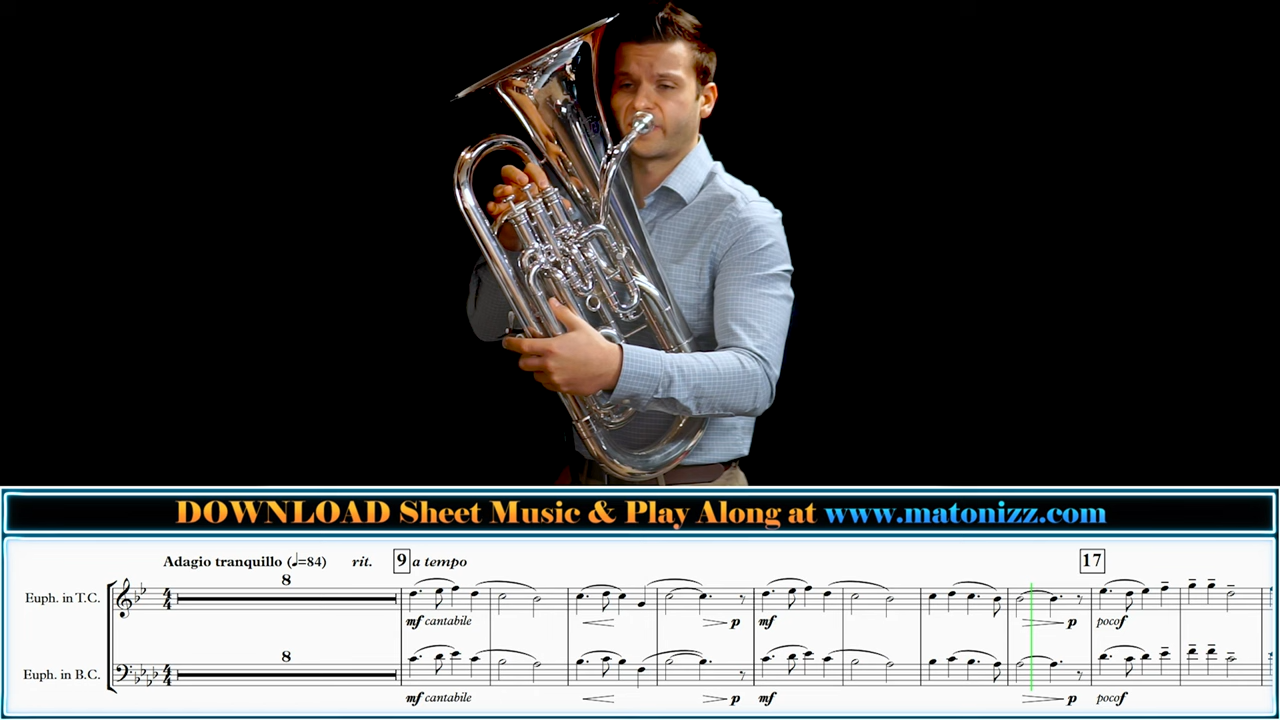 DOWNLOAD Sheet Music & Play Along at www.matonizz.com
Adagio tranquillo (♩=84) rit. 9 a tempo 17
8
Euph. in T.C.
mf cantabile p mf p poco f
8
Euph. in B.C.
mf cantabile p mf p poco f